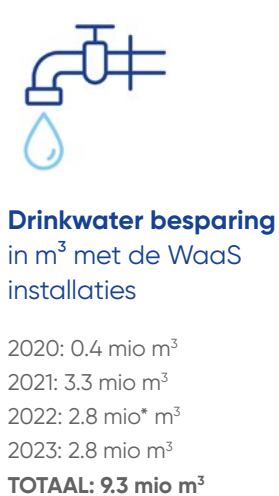 Drinkwater besparing
in m³ met de WaaS
installaties
2020: 0.4 mio m³
2021: 3.3 mio m³
2022: 2.8 mio* m³
2023: 2.8 mio m³
TOTAAL: 9.3 mio m³